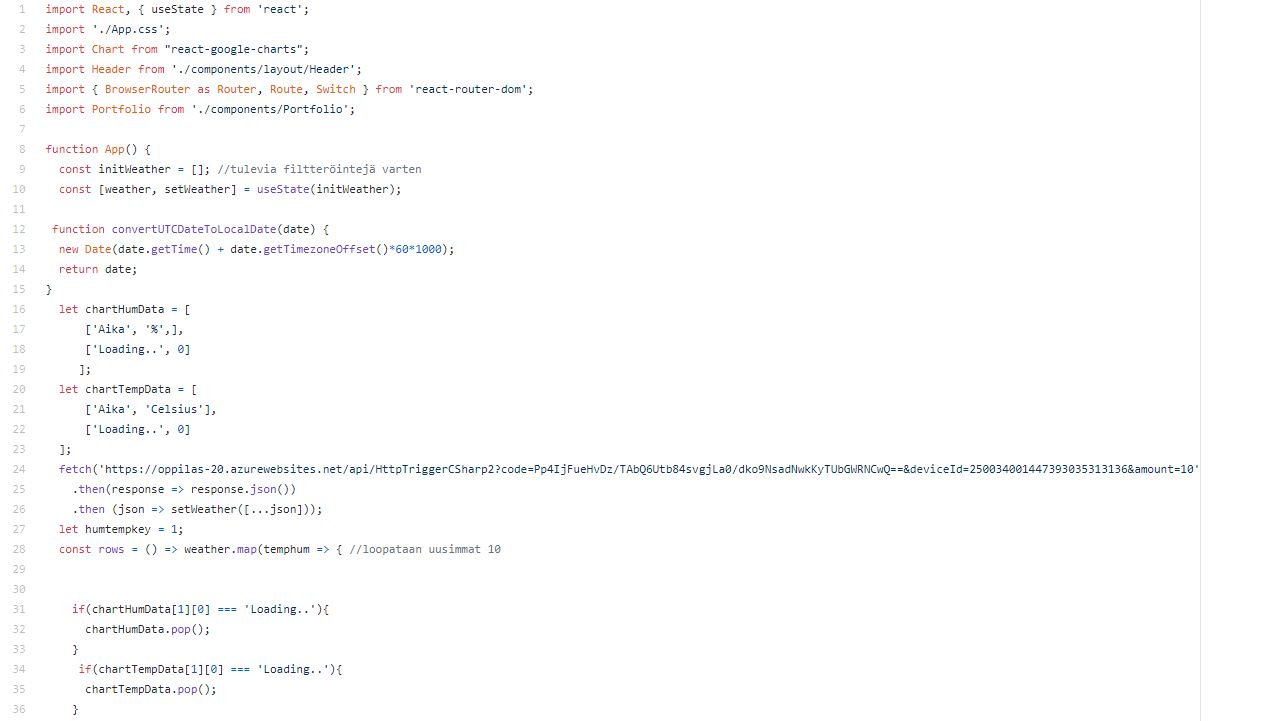 1 import React, { useState } from 'react';
2 import './App.css';
3 import Chart from "react-google-charts";
4 import Header from './components/layout/Header';
5 import { BrowserRouter as Router, Route, Switch } from 'react-router-dom';
6 import Portfolio from './components/Portfolio';
7
8 function App() {
9 const initWeather = []; //tulevia filtteröintejä varten
10 const [weather, setWeather] = useState(initWeather);
11
12 function convertUTCDateToLocalDate(date) {
13 new Date(date.getTime() + date.getTimezoneOffset()*60*1000);
14 return date;
15 }
16 let chartHumData = [
17 ['Aika', '%',],
18 ['Loading..', 0]
19 ];
20 let chartTempData = [
21 ['Aika', 'Celsius'],
22 ['Loading..', 0]
23 ];
24 fetch('https://oppilas-20.azurewebsites.net/api/HttpTriggerCSharp2?code=Pp4IjFueHvDz/TAbQ6Utb84svgjLa0/dko9NsadNwkKyTUbGWRNCwQ==&deviceId=250034001447393035313136&amount=10'
25 .then(response => response.json())
26 .then (json => setWeather([...json]));
27 let humtempkey = 1;
28 const rows = () => weather.map(temphum => { //loopataan uusimmat 10
29
30
31 if(chartHumData[1][0] === 'Loading..'){
32 chartHumData.pop();
33 }
34 if(chartTempData[1][0] === 'Loading..'){
35 chartTempData.pop();
36 }